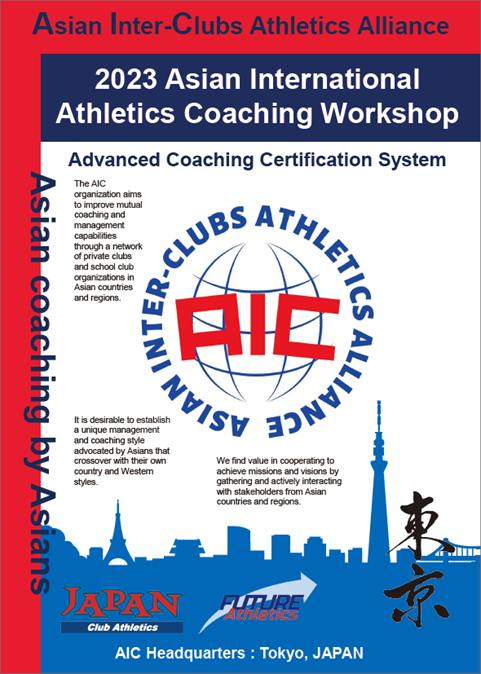 Asian Inter-Clubs Athletics Alliance
2023 Asian International
Athletics Coaching Workshop
Advanced Coaching Certification System
Asian coaching by Asians
The AIC
organization aims
to improve mutual
coaching and
management
capabilities
through a network
of private clubs
and school club
organizations in
Asian countries
and regions.
ASIAN INTER-CLUBS ATHLETICS ALLIANCE
AIC
It is desirable to establish
a unique management
and coaching style
advocated by Asians that
crossover with their own
country and Western
styles.
We find value in cooperating to
achieve missions and visions by
gathering and actively interacting
with stakeholders from Asian
countries and regions.
東京
JAPAN
Club Athletics
FUTURE
Athletics
AIC Headquarters : Tokyo, JAPAN